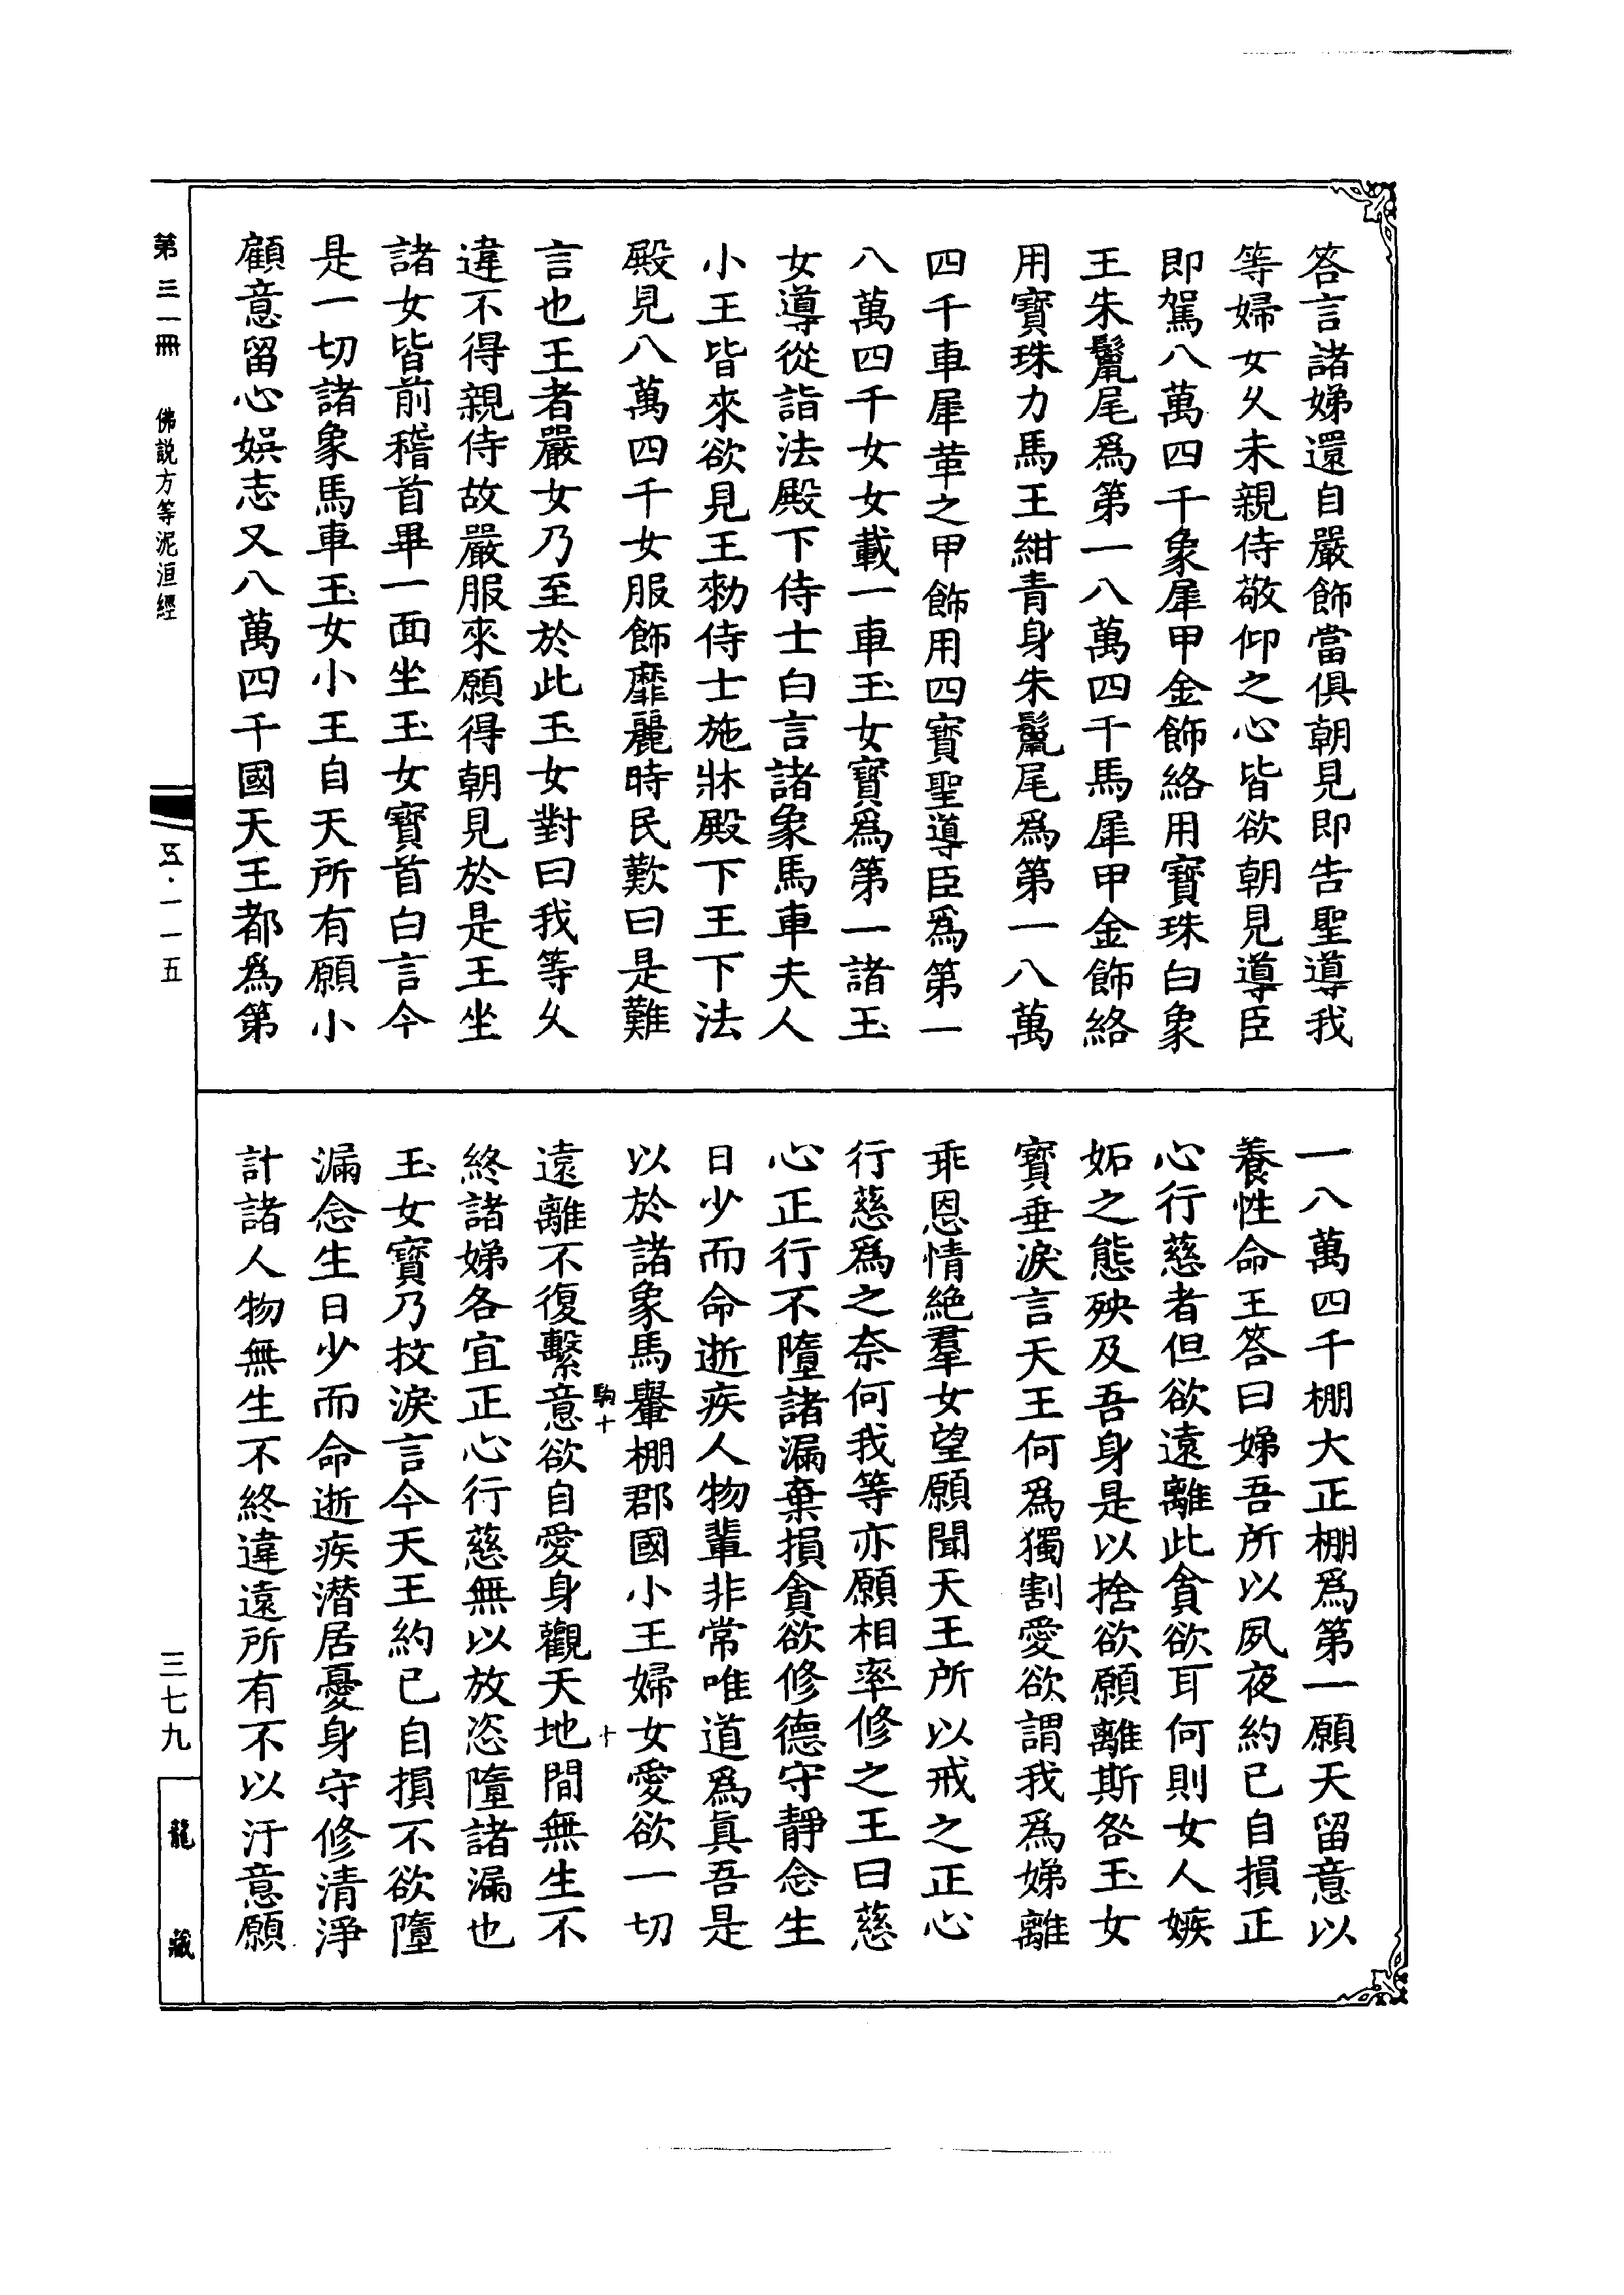 答言諸娣還自嚴飾當俱朝見即告聖導我
等婦女夂未親侍敬仰之心皆欲朝見導臣
即駕八萬四千象犀甲金飾絡用寶珠白象
王朱鬣尾爲第一八萬四千馬犀甲金飾絡
用寶珠力馬王紺青身朱鬣尾爲第一八萬
四千車犀革之甲飾用四寶聖導臣爲第一
八萬四千女女載一車玉女寶爲第一諸玉
女導從詣法殿下侍士白言諸象馬車夫人
小王皆來欲見王勑侍士施牀殿下王下法
殿見八萬四千女服飾靡麗時民歎曰是難
言也王者嚴女乃至於此玉女對曰我等夂
違不得親侍故嚴服來願得朝見於是王坐
諸女皆前稽首畢一面坐玉女寶首白言今
是一切諸象馬車玉女小王自天所有願小
顧意留心娛志又八萬四千國天王都爲第
一八萬四千棚大正棚爲第一願天留意以
養性命王答曰娣吾所以夙夜約已自損正
心行慈者但欲遠離此貪欲耳何則女人嫉
妬之態殃及吾身是以捨欲願離斯咎玉女
寶垂淚言天王何爲獨割愛欲謂我爲娣離
乖恩情絕羣女望願聞天王所以戒之正心
行慈爲之奈何我等亦願相率修之王曰慈
心正行不墮諸漏棄損貪欲修德守靜念生
日少而命逝疾人物輩非常唯道爲眞吾是
以於諸象馬轝棚郡國小王婦女愛欲一切
駒十
十
遠離不復繫意欲自愛身觀天地間無生不
終諸娣各宜正心行慈無以放恣墮諸漏也
玉女寶乃抆淚言今天王約已自損不欲墮
漏念生日少而命逝疾潛居憂身守修清淨
計諸人物無生不終違遠所有不以汙意願
第三一冊　佛說方等泥洹經
五·一一五
三七九
龍藏